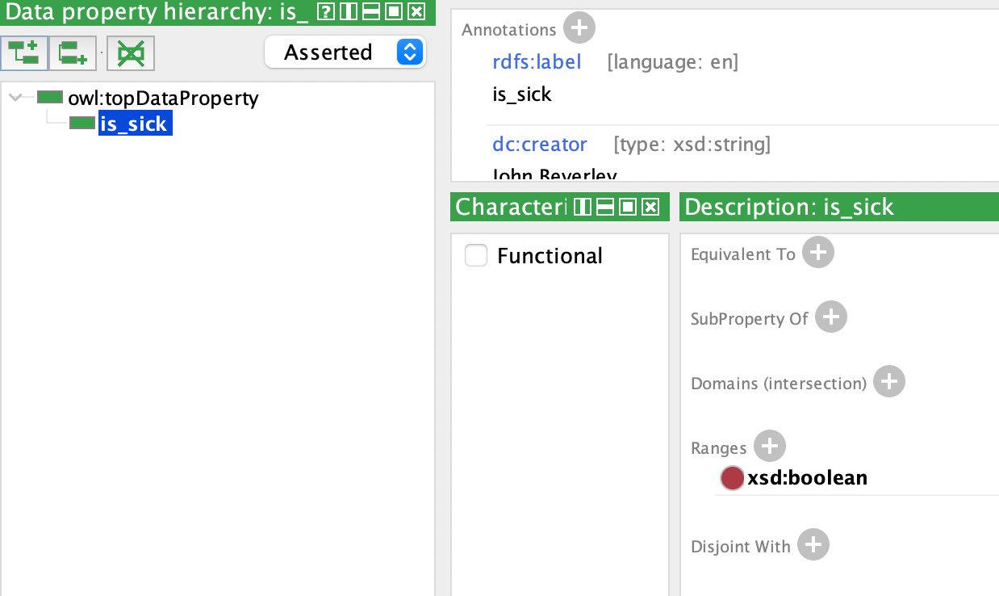 Data property hierarchy: is_
Asserted
owl:topDataProperty
is_sick
Annotations
rdfs:label [language: en]
is_sick
dc:creator [type: xsd:string]
John Beverley
Characteri
Functional
Description: is_sick
Equivalent To
SubProperty Of
Domains (intersection)
Ranges
xsd:boolean
Disjoint With